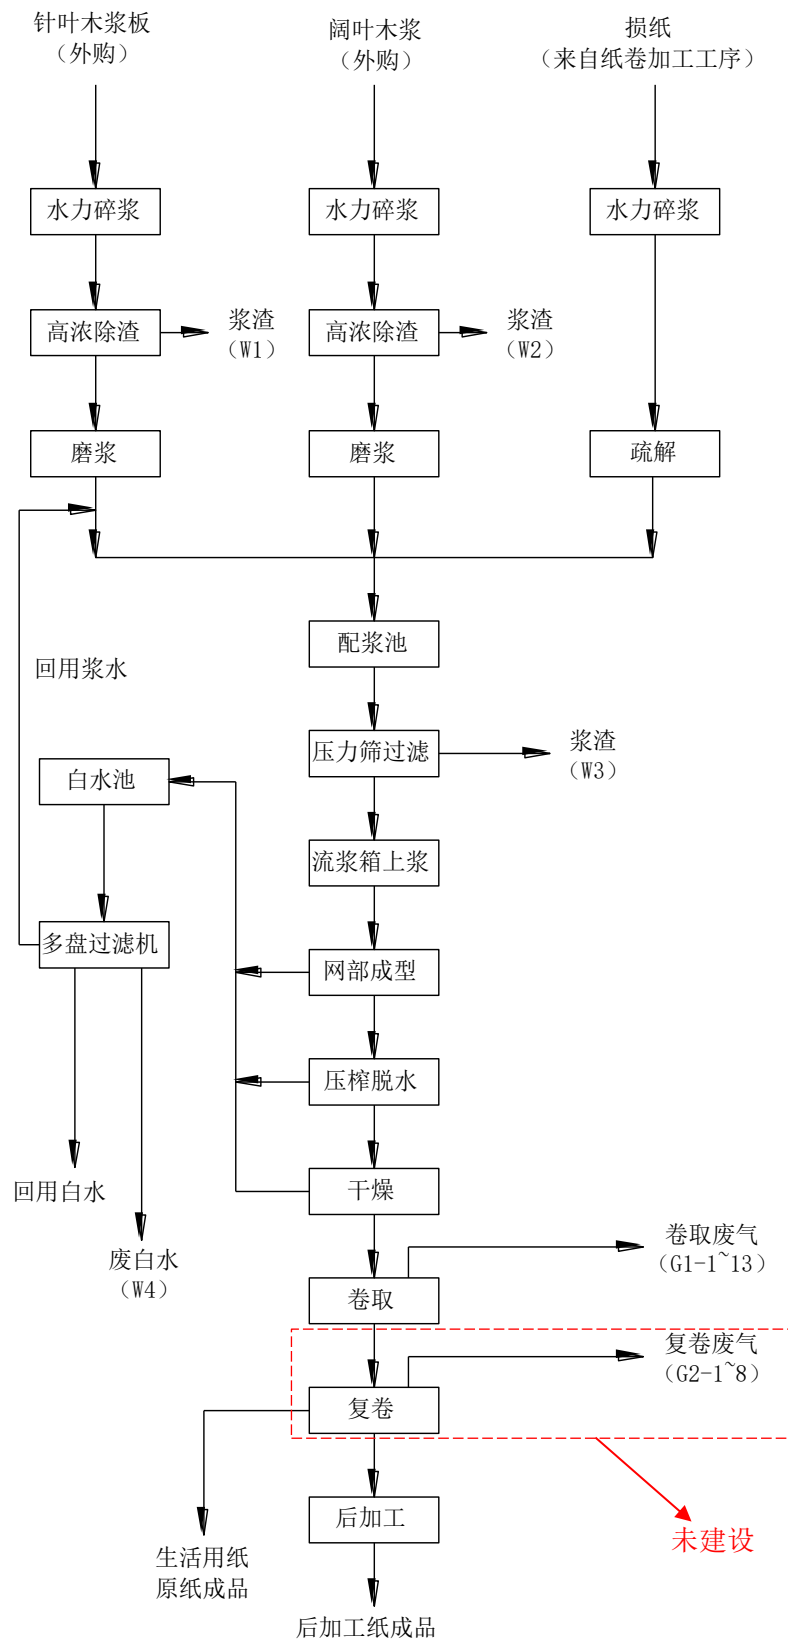 针叶木浆板
（外购）
阔叶木浆
（外购）
损纸
（来自纸卷加工工序）
水力碎浆
水力碎浆
水力碎浆
高浓除渣
浆渣
（W1）
高浓除渣
浆渣
（W2）
磨浆
磨浆
疏解
配浆池
回用浆水
压力筛过滤
浆渣
（W3）
白水池
流浆箱上浆
多盘过滤机
网部成型
压榨脱水
干燥
回用白水
废白水
（W4）
卷取废气
（G1-1~13）
卷取
复卷废气
（G2-1~8）
复卷
后加工
未建设
生活用纸
原纸成品
后加工纸成品